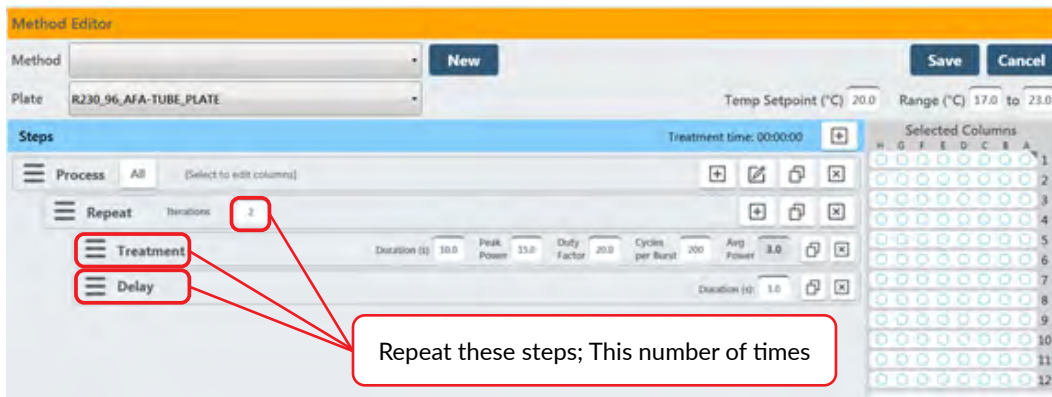 Method Editor
Method New Save Cancel
Plate R230_96_AFA-TUBE_PLATE Temp Setpoint (°C) 20.0 Range (°C) 17.0 to 23.0
Steps Treatment time: 00:00:00 Selected Columns
H G F E D C B A
Process All (Select to edit columns)
Repeat Iterations 2
Treatment Duration (s) 10.0 Peak Power 15.0 Duty Factor 20.0 Cycles per Burst 200 Avg Power 3.0
Delay Duration (s) 1.0
1
2
3
4
5
6
7
8
9
10
11
12
Repeat these steps; This number of times